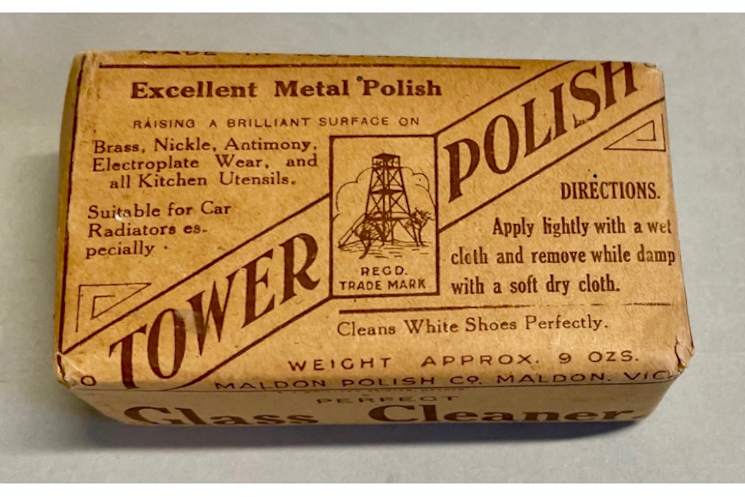 MADE IN
Excellent Metal Polish
RAISING A BRILLIANT SURFACE ON
Brass, Nickle, Antimony,
Electroplate Wear, and
all Kitchen Utensils.
Suitable for Car
Radiators es-
pecially
TOWER
REGD.
TRADE MARK
POLISH
DIRECTIONS.
Apply lightly with a wet
cloth and remove while damp
with a soft dry cloth.
Cleans White Shoes Perfectly.
WEIGHT APPROX. 9 OZS.
MALDON POLISH CO. MALDON. VIC
PERFECT
Glass Cleaner.